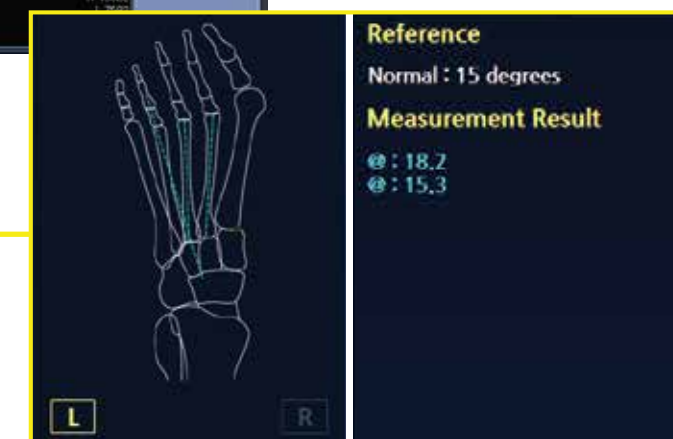 Reference
Normal : 15 degrees
Measurement Result
@ : 18.2
@ : 15.3
L
R